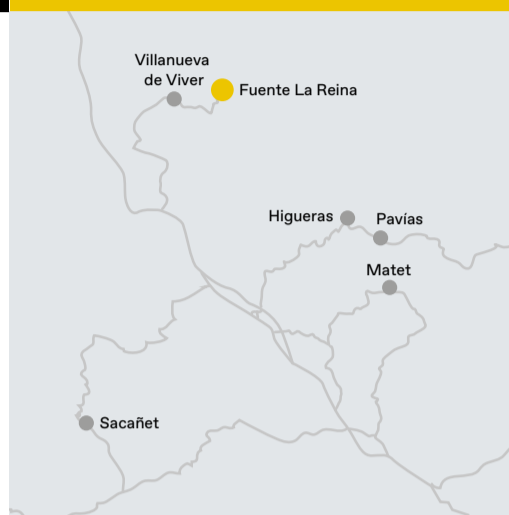 Villanueva
de Viver
Fuente La Reina
Higueras
Pavías
Matet
Sacañet